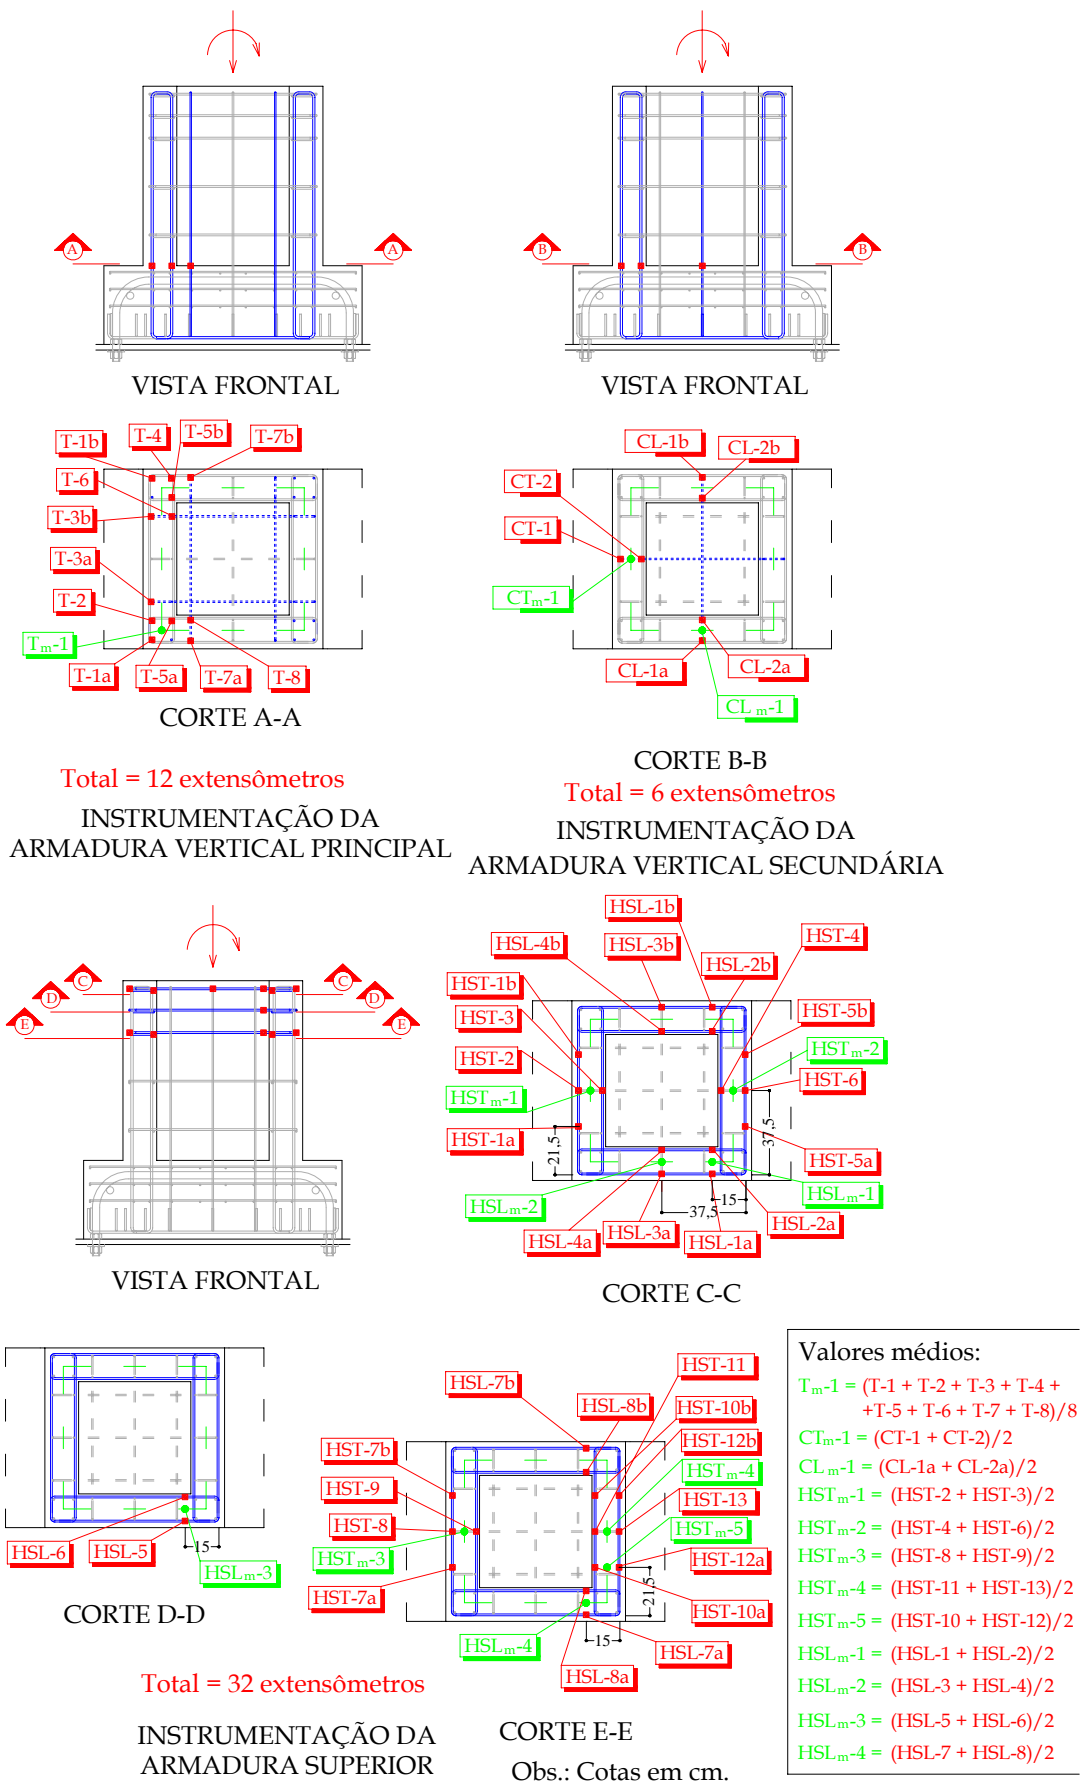 A
A
B
B
VISTA FRONTAL
VISTA FRONTAL
T-1b
T-4
T-5b
T-7b
T-6
T-3b
T-3a
T-2
Tm-1
T-1a
T-5a
T-7a
T-8
CORTE A-A
Total = 12 extensômetros
INSTRUMENTAÇÃO DA
ARMADURA VERTICAL PRINCIPAL
CL-1b
CL-2b
CT-2
CT-1
CTm-1
CL-1a
CL-2a
CL m-1
CORTE B-B
Total = 6 extensômetros
INSTRUMENTAÇÃO DA
ARMADURA VERTICAL SECUNDÁRIA
C
C
D
D
E
E
VISTA FRONTAL
HSL-1b
HSL-4b
HSL-3b
HST-4
HSL-2b
HST-1b
HST-3
HST-5b
HST-2
HSTm-2
HSTm-1
HST-6
HST-1a
21,5
37,5
HST-5a
HSLm-2
15
HSLm-1
37,5
HSL-4a
HSL-3a
HSL-1a
HSL-2a
CORTE C-C
HSL-6
HSL-5
15
HSLm-3
CORTE D-D
HST-11
HSL-7b
HSL-8b
HST-10b
HST-7b
HST-12b
HSTm-4
HST-9
HST-13
HST-8
HSTm-5
HSTm-3
HST-12a
HST-7a
21,5
HST-10a
HSLm-4
15
HSL-7a
HSL-8a
CORTE E-E
Total = 32 extensômetros
INSTRUMENTAÇÃO DA
ARMADURA SUPERIOR
Obs.: Cotas em cm.
Valores médios:
Tm-1 = (T-1 + T-2 + T-3 + T-4 +
+T-5 + T-6 + T-7 + T-8)/8
CTm-1 = (CT-1 + CT-2)/2
CL m-1 = (CL-1a + CL-2a)/2
HSTm-1 = (HST-2 + HST-3)/2
HSTm-2 = (HST-4 + HST-6)/2
HSTm-3 = (HST-8 + HST-9)/2
HSTm-4 = (HST-11 + HST-13)/2
HSTm-5 = (HST-10 + HST-12)/2
HSLm-1 = (HSL-1 + HSL-2)/2
HSLm-2 = (HSL-3 + HSL-4)/2
HSLm-3 = (HSL-5 + HSL-6)/2
HSLm-4 = (HSL-7 + HSL-8)/2